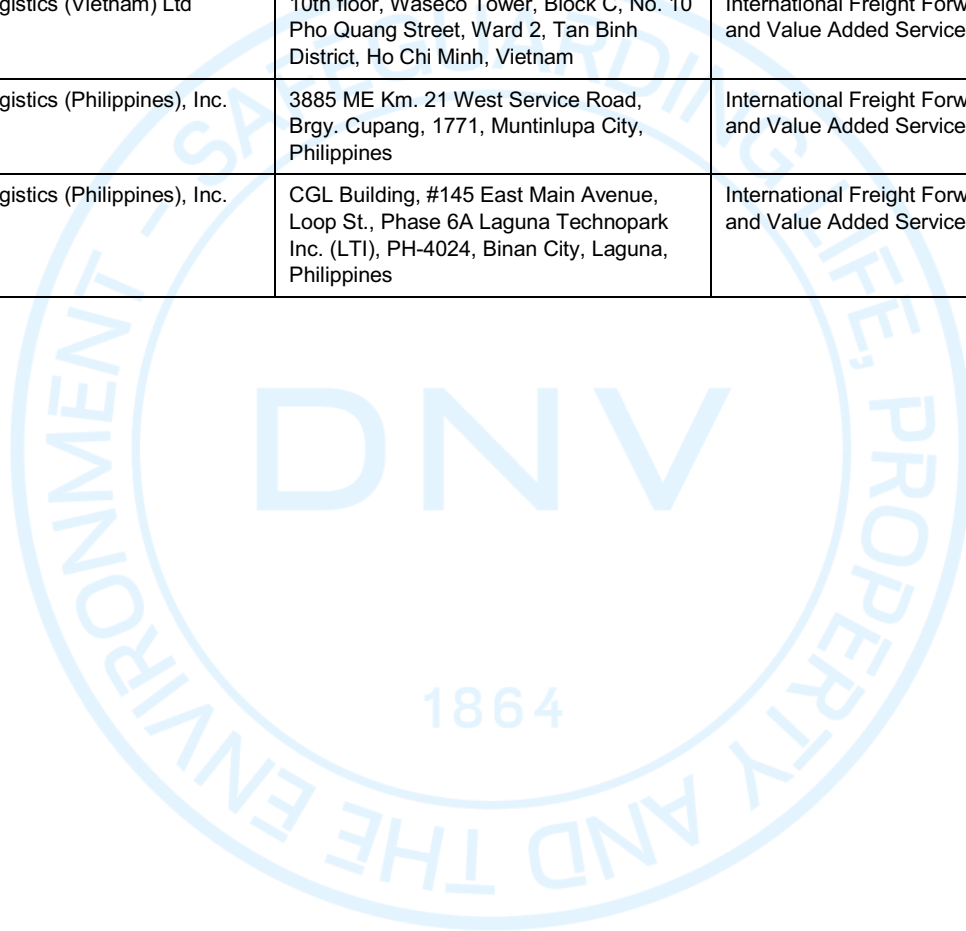 gistics (Vietnam) Ltd
10th floor, Waseco Tower, Block C, No. 10
Pho Quang Street, Ward 2, Tan Binh
District, Ho Chi Minh, Vietnam
International Freight Forw
and Value Added Service
gistics (Philippines), Inc.
3885 ME Km. 21 West Service Road,
Brgy. Cupang, 1771, Muntinlupa City,
Philippines
International Freight Forw
and Value Added Service
gistics (Philippines), Inc.
CGL Building, #145 East Main Avenue,
Loop St., Phase 6A Laguna Technopark
Inc. (LTI), PH-4024, Binan City, Laguna,
Philippines
International Freight Forw
and Value Added Service
SAFEGUARDING LIFE, PROPERTY AND THE ENVIRONMENT –
DNV
1864